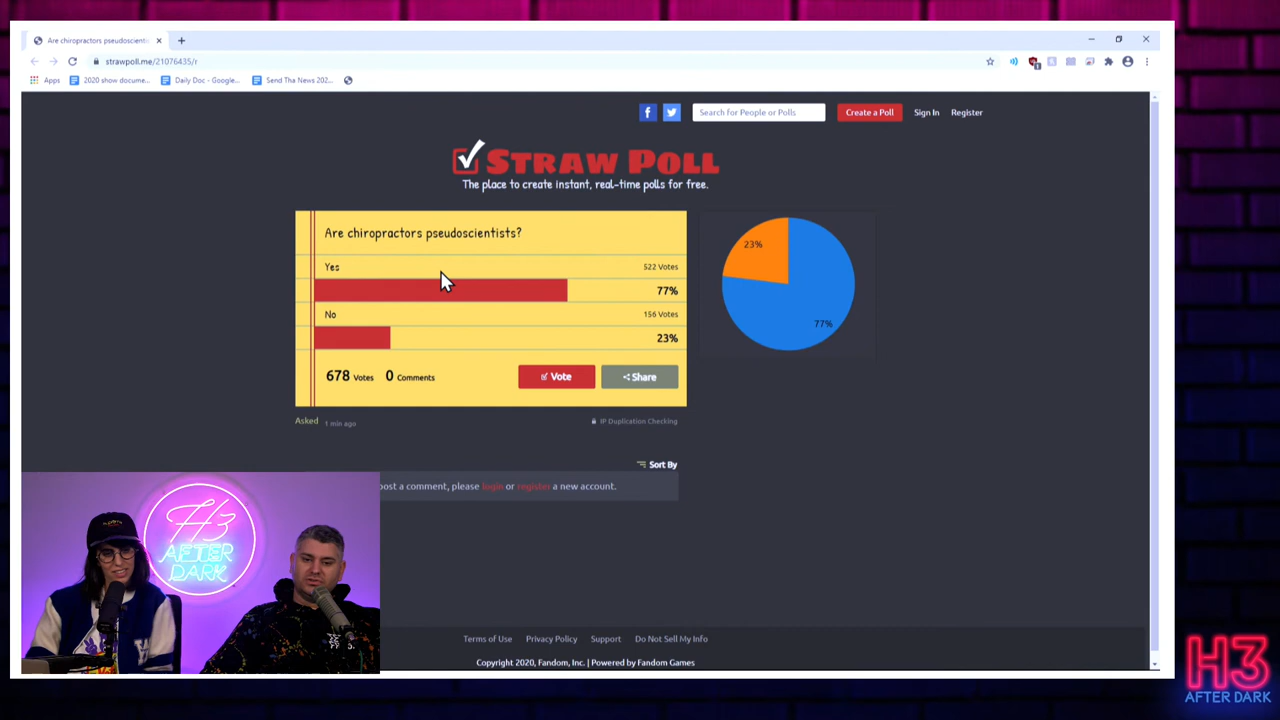 Are chiropractors pseudoscienti
strawpoll.me/21076435/r
Apps 2020 show docume... Daily Doc - Google... Send Tha News 202...
Search for People or Polls Create a Poll Sign In Register
STRAW POLL
The place to create instant, real-time polls for free.
Are chiropractors pseudoscientists?
Yes 522 Votes
77%
No 156 Votes
23%
678 Votes 0 Comments Vote Share
Asked 1 min ago IP Duplication Checking
23%
77%
Sort By
post a comment, please login or register a new account.
H3
AFTER
DARK
Terms of Use Privacy Policy Support Do Not Sell My Info
Copyright 2020, Fandom, Inc. | Powered by Fandom Games
H3
AFTER DARK